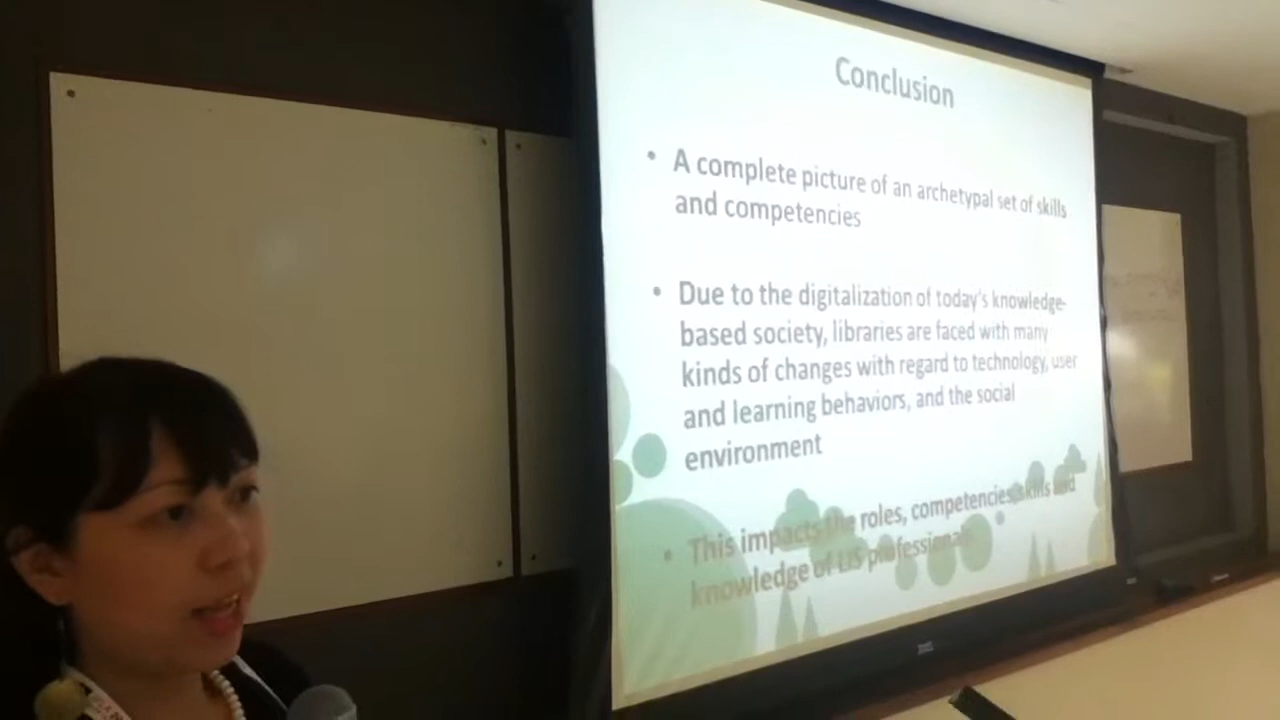 Conclusion
• A complete picture of an archetypal set of skills
and competencies
• Due to the digitalization of today's knowledge-
based society, libraries are faced with many
kinds of changes with regard to technology, user
and learning behaviors, and the social
environment
• This impacts the roles, competencies, skills and
knowledge of LIS professionals